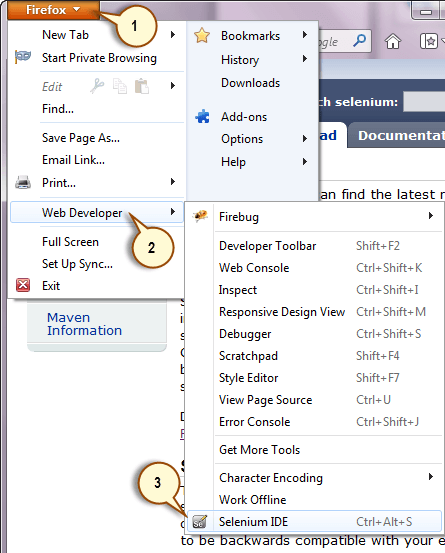 Firefox
1
New Tab
Start Private Browsing
Edit
Find...
Save Page As...
Email Link...
Print...
Web Developer
2
Full Screen
Set Up Sync...
Exit
Bookmarks
History
Downloads
Add-ons
Options
Help
ogle
ch selenium:
ad
Documentat
an find the latest r
Maven
Information
Firebug
Developer Toolbar Shift+F2
Web Console Ctrl+Shift+K
Inspect Ctrl+Shift+I
Responsive Design View Ctrl+Shift+M
Debugger Ctrl+Shift+S
Scratchpad Shift+F4
Style Editor Shift+F7
View Page Source Ctrl+U
Error Console Ctrl+Shift+J
Get More Tools
Character Encoding
Work Offline
3
Selenium IDE Ctrl+Alt+S
to be backwards compatible with your e